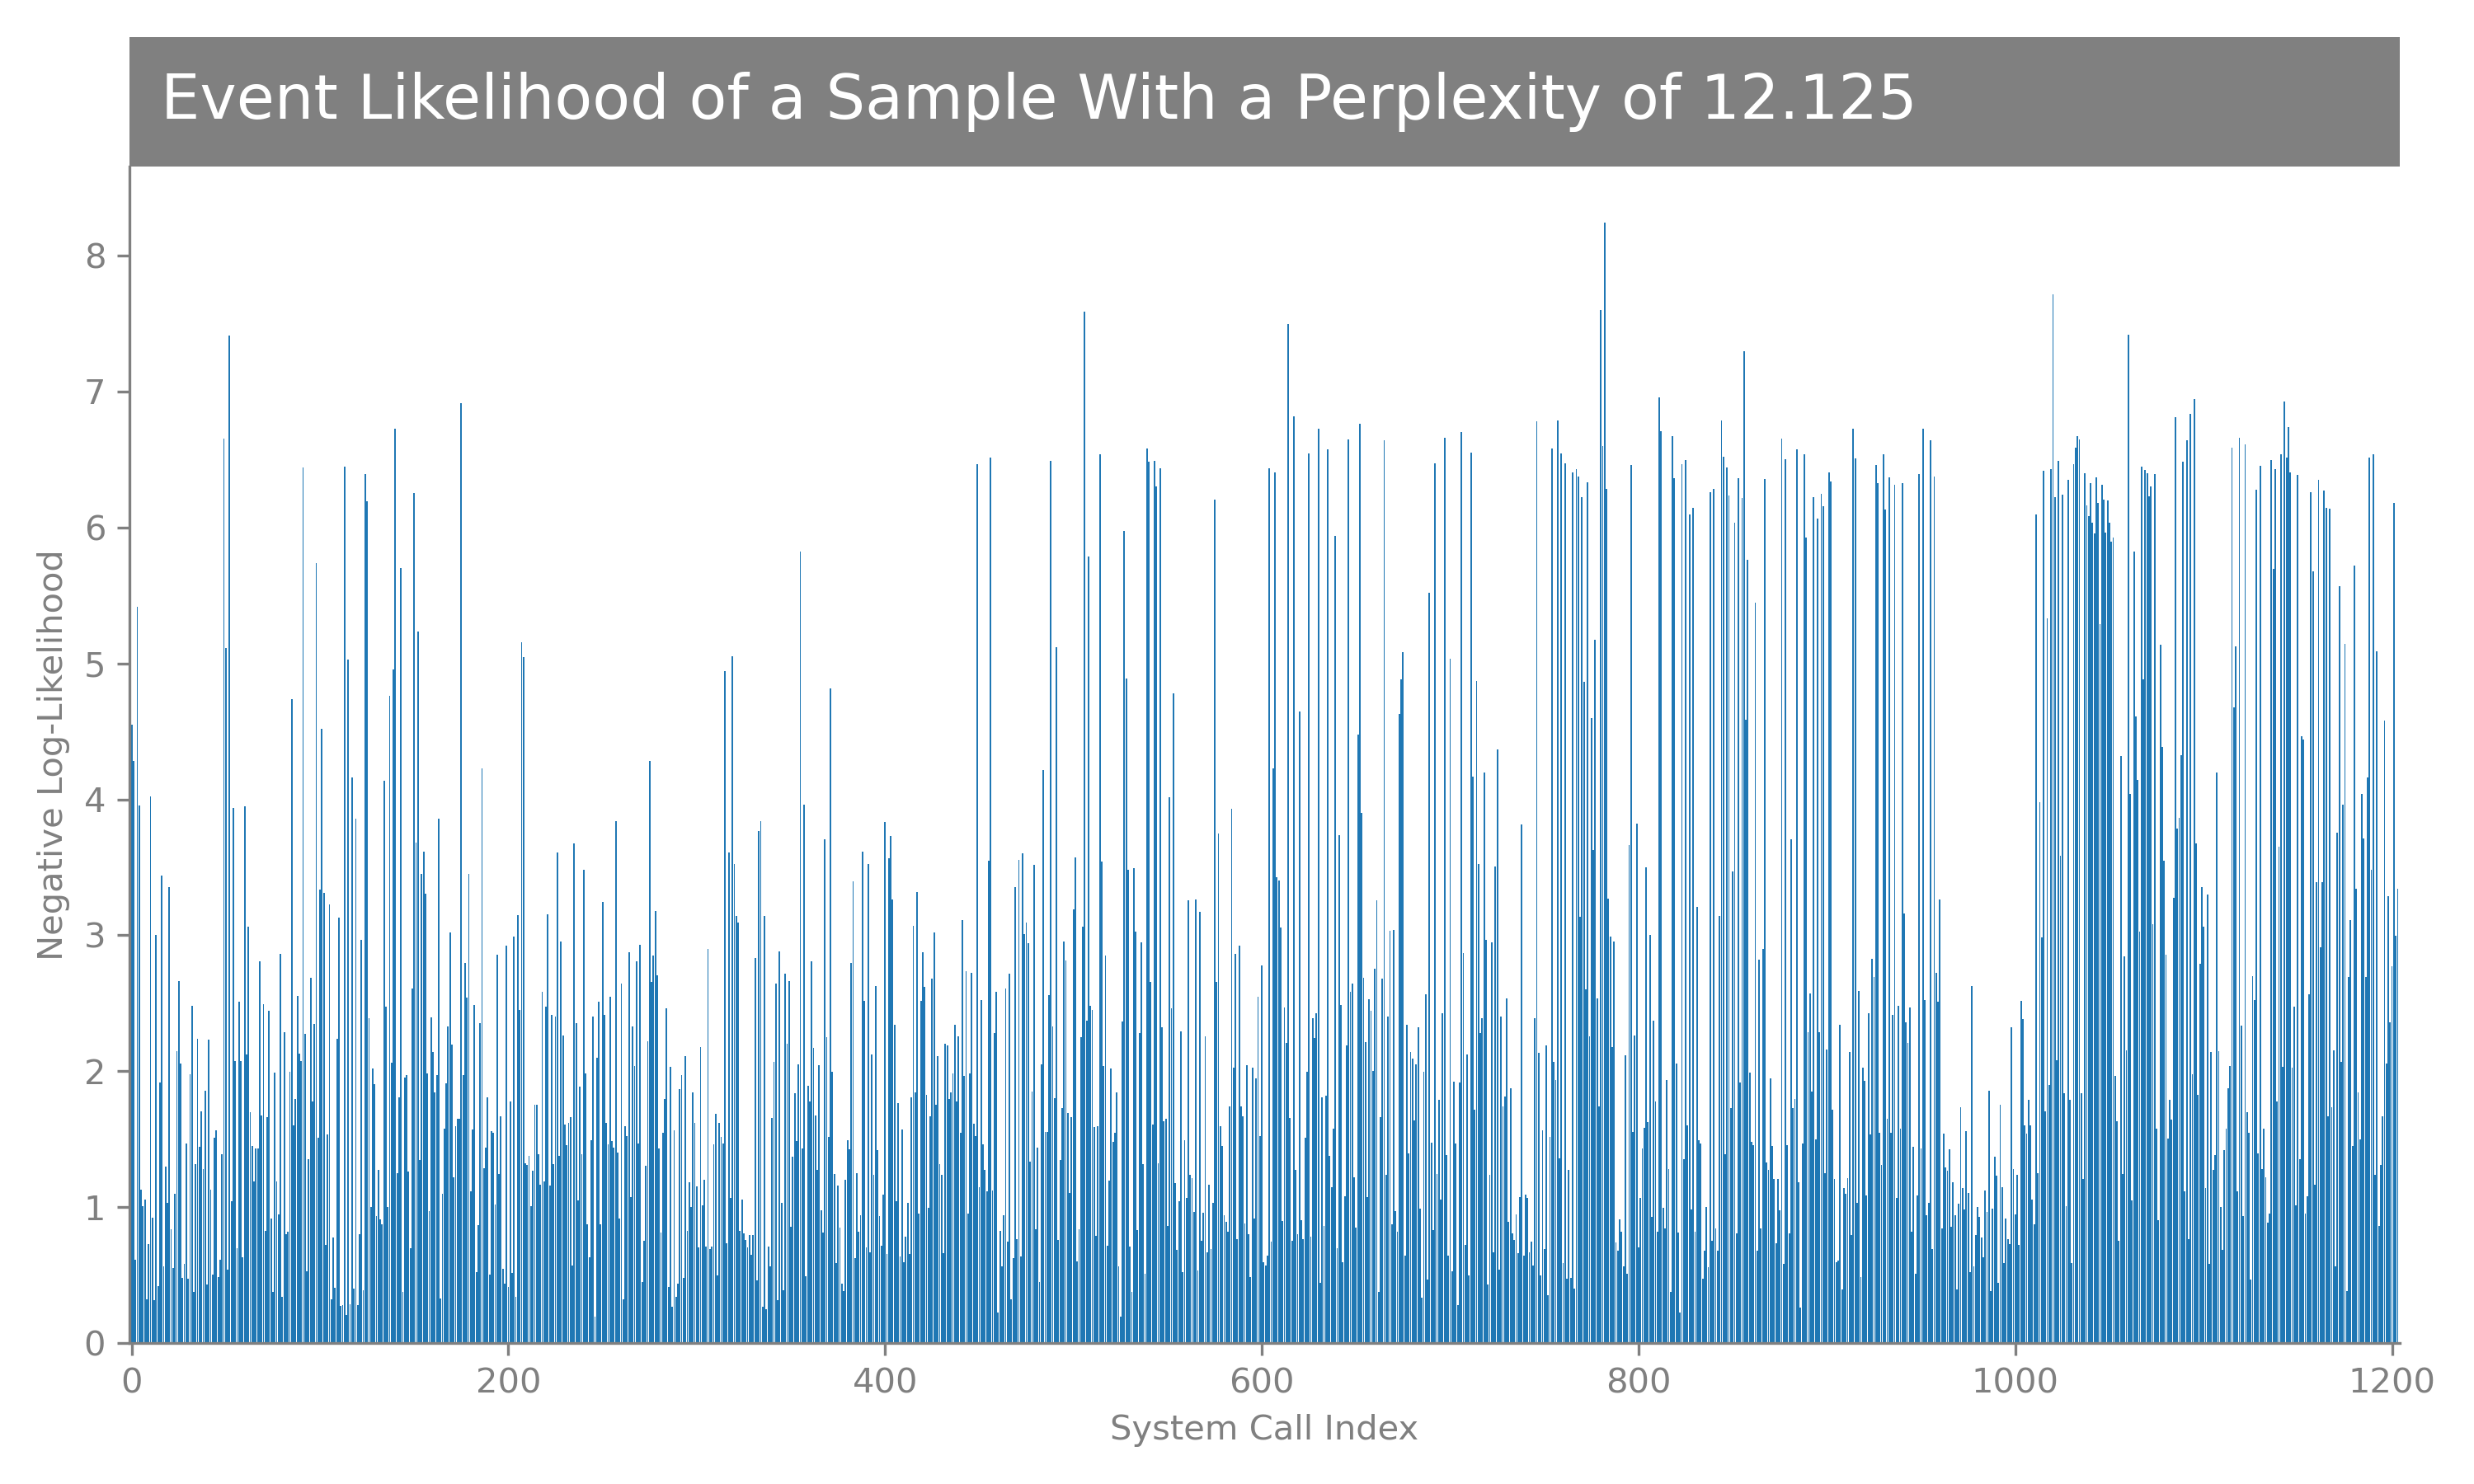 Event Likelihood of a Sample With a Perplexity of 12.125
8
7
6
5
4
3
2
1
0
Negative Log-Likelihood
0 200 400 600 800 1000 1200
System Call Index